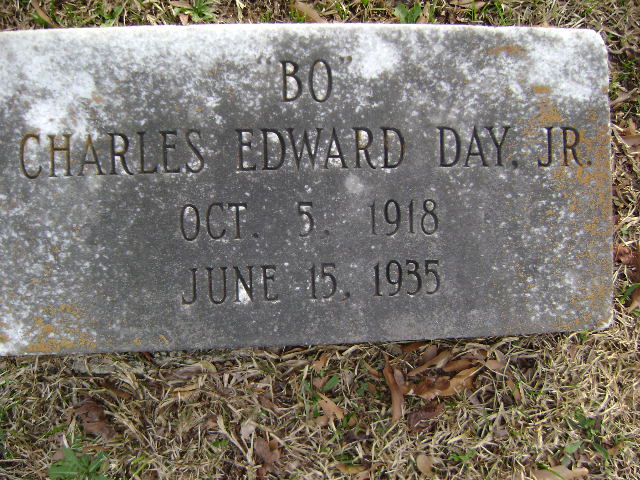 "BO"
CHARLES EDWARD DAY, JR.
OCT. 5, 1918
JUNE 15, 1935